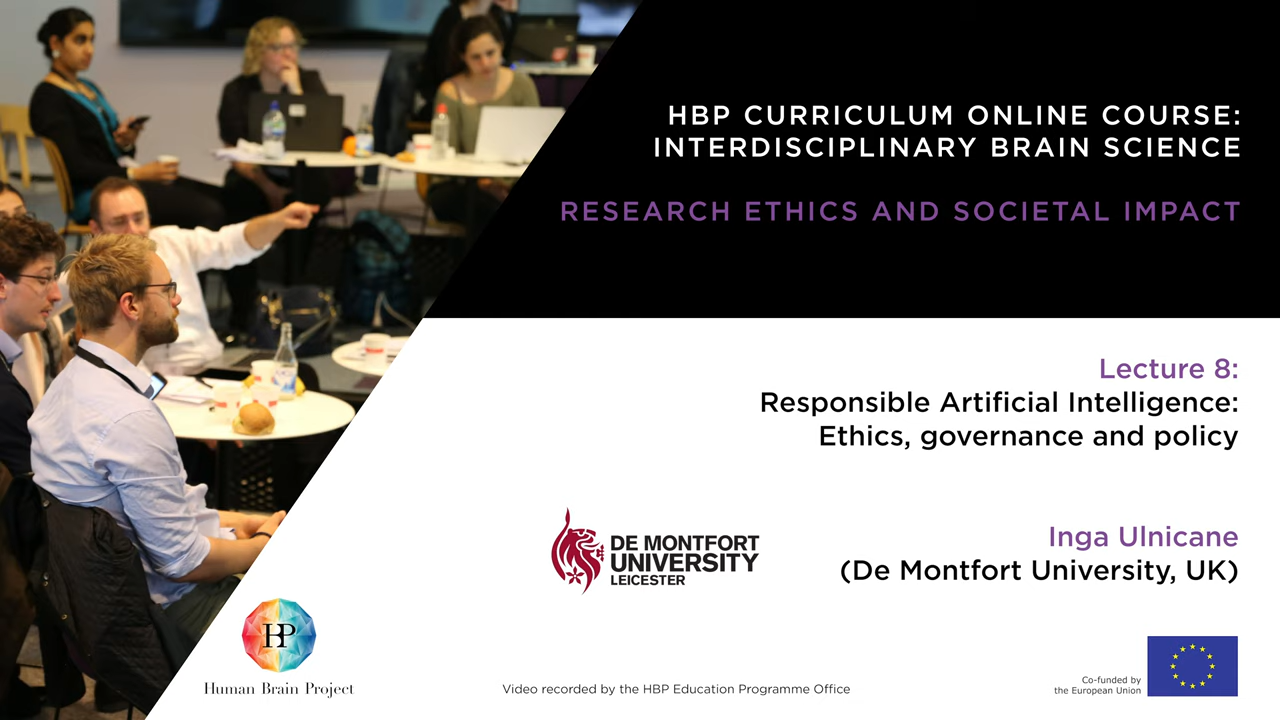 HBP CURRICULUM ONLINE COURSE:
INTERDISCIPLINARY BRAIN SCIENCE
RESEARCH ETHICS AND SOCIETAL IMPACT
Lecture 8:
Responsible Artificial Intelligence:
Ethics, governance and policy
DE MONTFORT
UNIVERSITY
LEICESTER
Inga Ulnicane
(De Montfort University, UK)
HBP
Human Brain Project
Video recorded by the HBP Education Programme Office
Co-funded by
the European Union